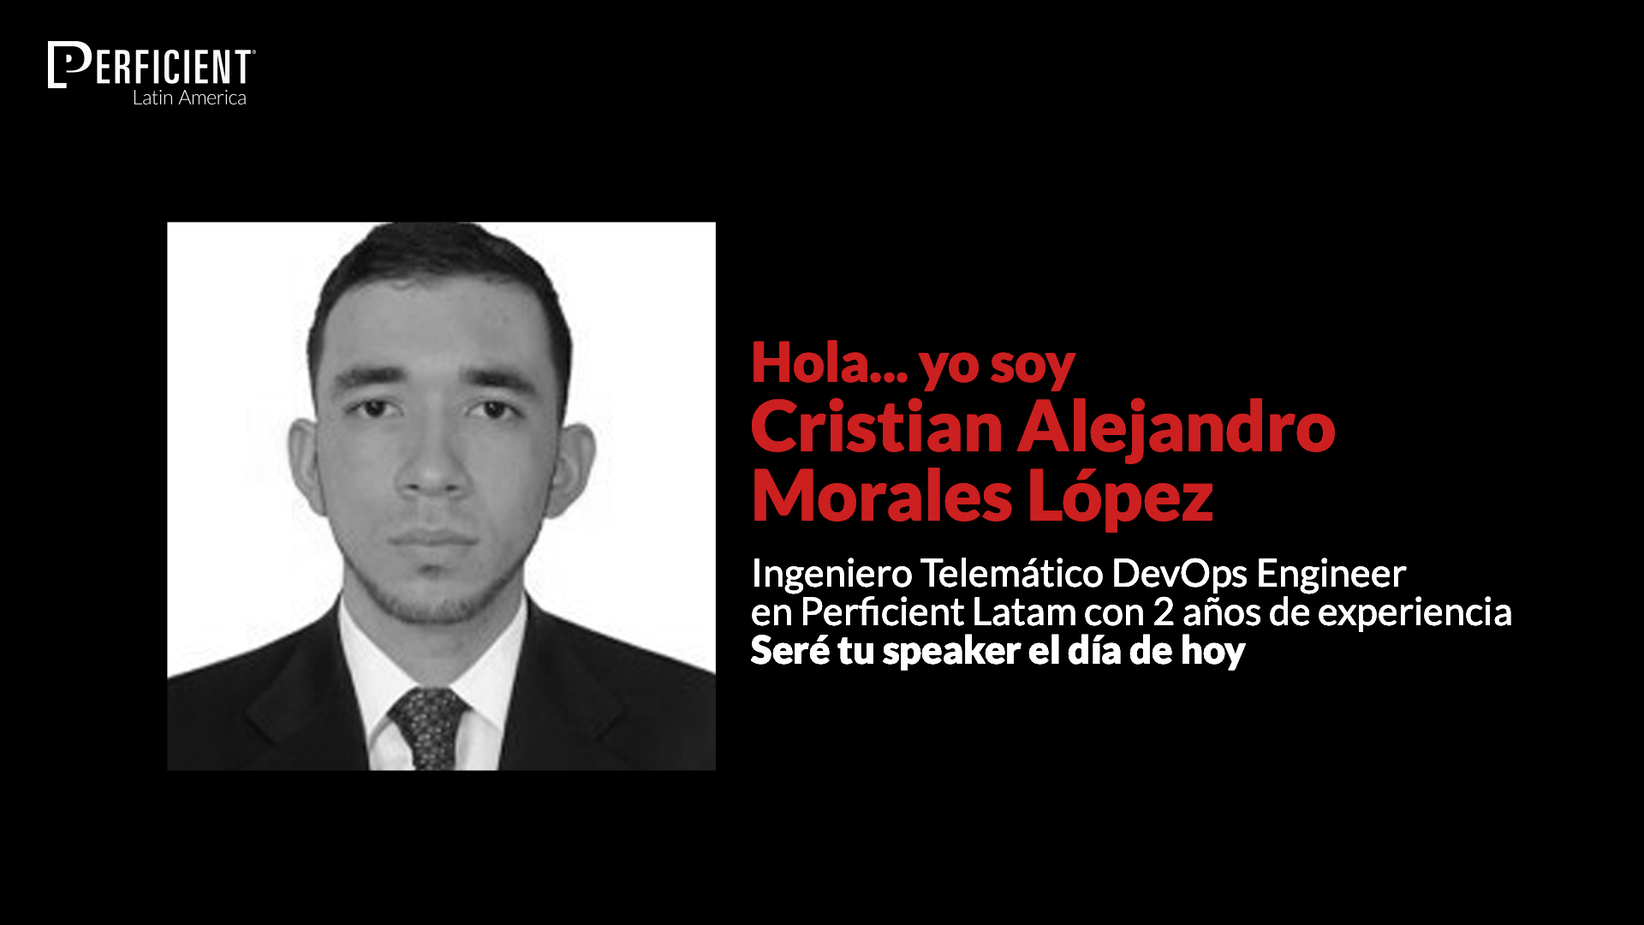 PERFICIENT
Latin America
Hola... yo soy
Cristian Alejandro
Morales López
Ingeniero Telemático DevOps Engineer
en Perficient Latam con 2 años de experiencia
Seré tu speaker el día de hoy